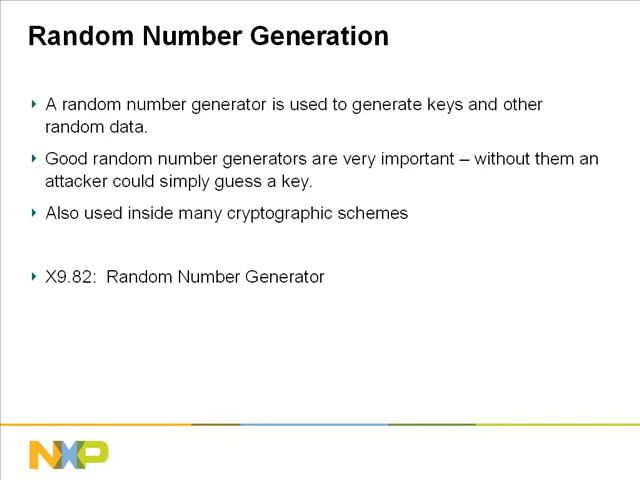 Random Number Generation
A random number generator is used to generate keys and other
random data.
Good random number generators are very important – without them an
attacker could simply guess a key.
Also used inside many cryptographic schemes
X9.82:  Random Number Generator
NXP